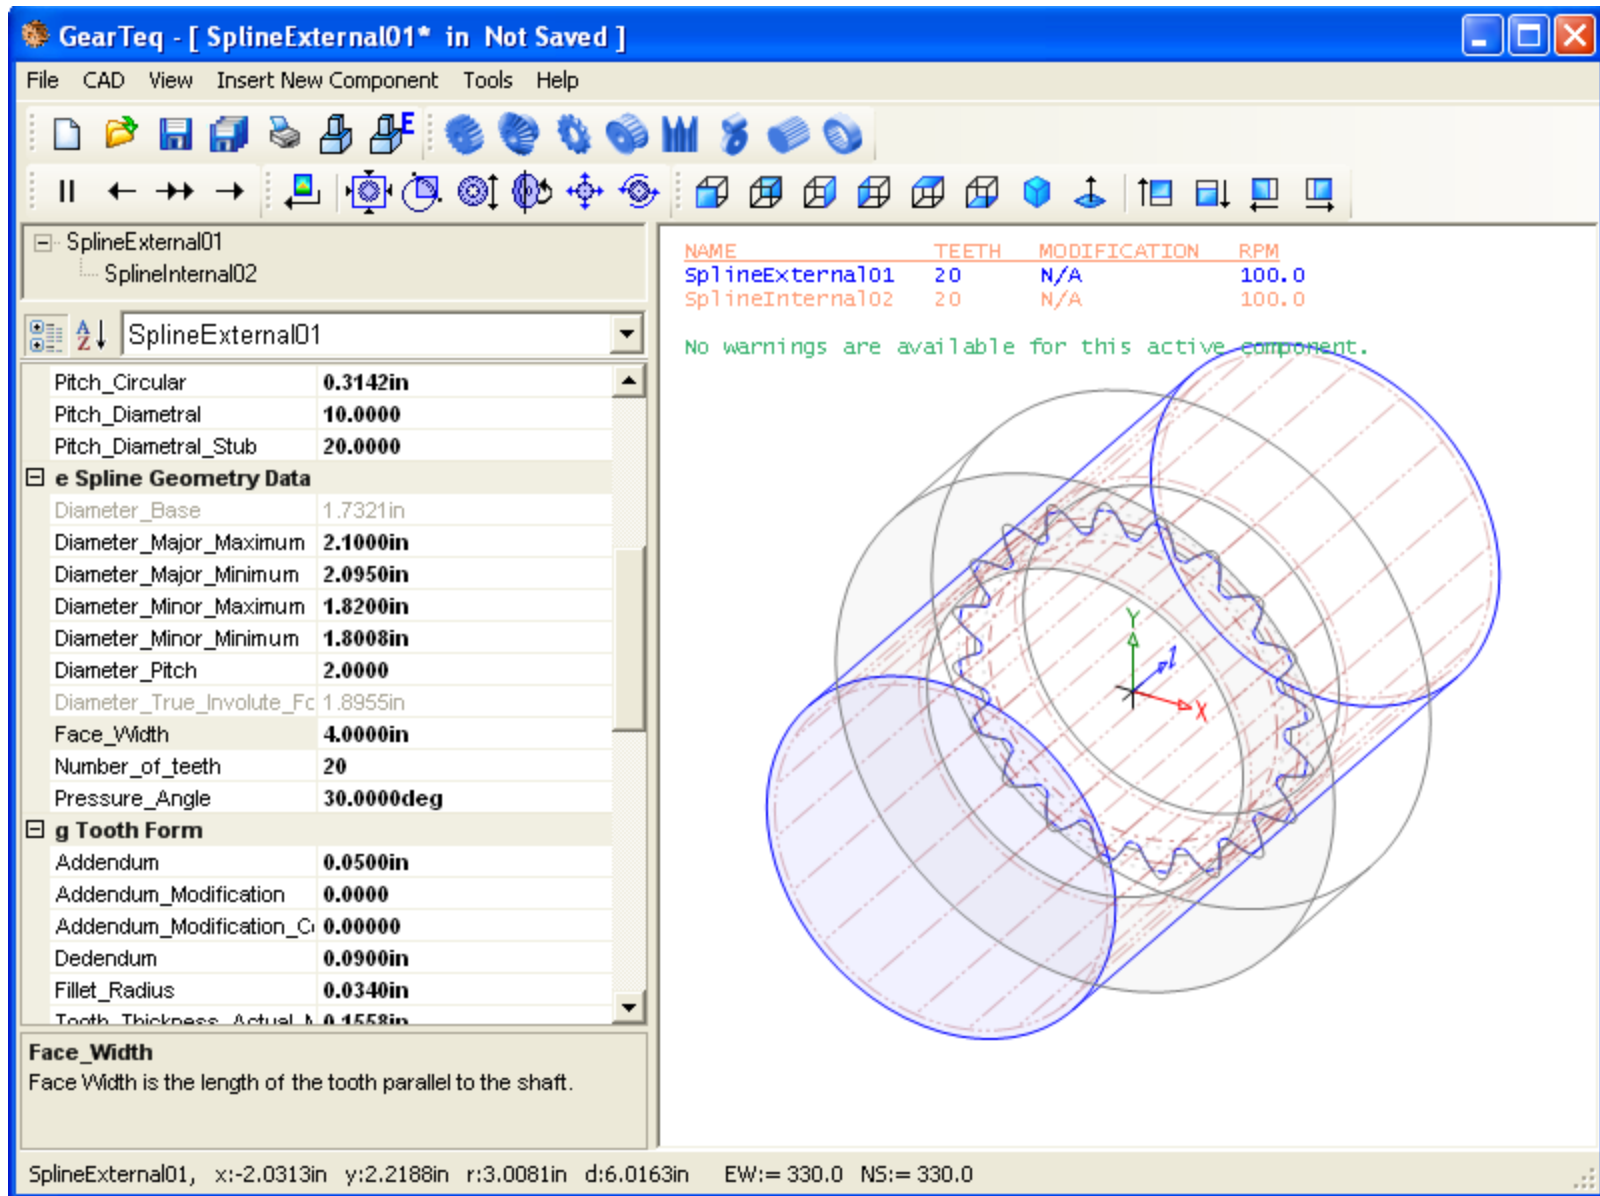 GearTeq - [ SplineExternal01* in Not Saved ]
File CAD View Insert New Component Tools Help
E
SplineExternal01
SplineInternal02
A
Z
SplineExternal01
Pitch_Circular 0.3142in
Pitch_Diametral 10.0000
Pitch_Diametral_Stub 20.0000
e Spline Geometry Data
Diameter_Base 1.7321in
Diameter_Major_Maximum 2.1000in
Diameter_Major_Minimum 2.0950in
Diameter_Minor_Maximum 1.8200in
Diameter_Minor_Minimum 1.8008in
Diameter_Pitch 2.0000
Diameter_True_Involute_Fc 1.8955in
Face_Width 4.0000in
Number_of_teeth 20
Pressure_Angle 30.0000deg
g Tooth Form
Addendum 0.0500in
Addendum_Modification 0.0000
Addendum_Modification_C 0.00000
Dedendum 0.0900in
Fillet_Radius 0.0340in
Tooth_Thickness_Actual_M 0.1558in
Face_Width
Face Width is the length of the tooth parallel to the shaft.
NAME TEETH MODIFICATION RPM
SplineExternal01 20 N/A 100.0
SplineInternal02 20 N/A 100.0
No warnings are available for this active component.
Y
Z
X
SplineExternal01, x:-2.0313in y:2.2188in r:3.0081in d:6.0163in EW:= 330.0 NS:= 330.0